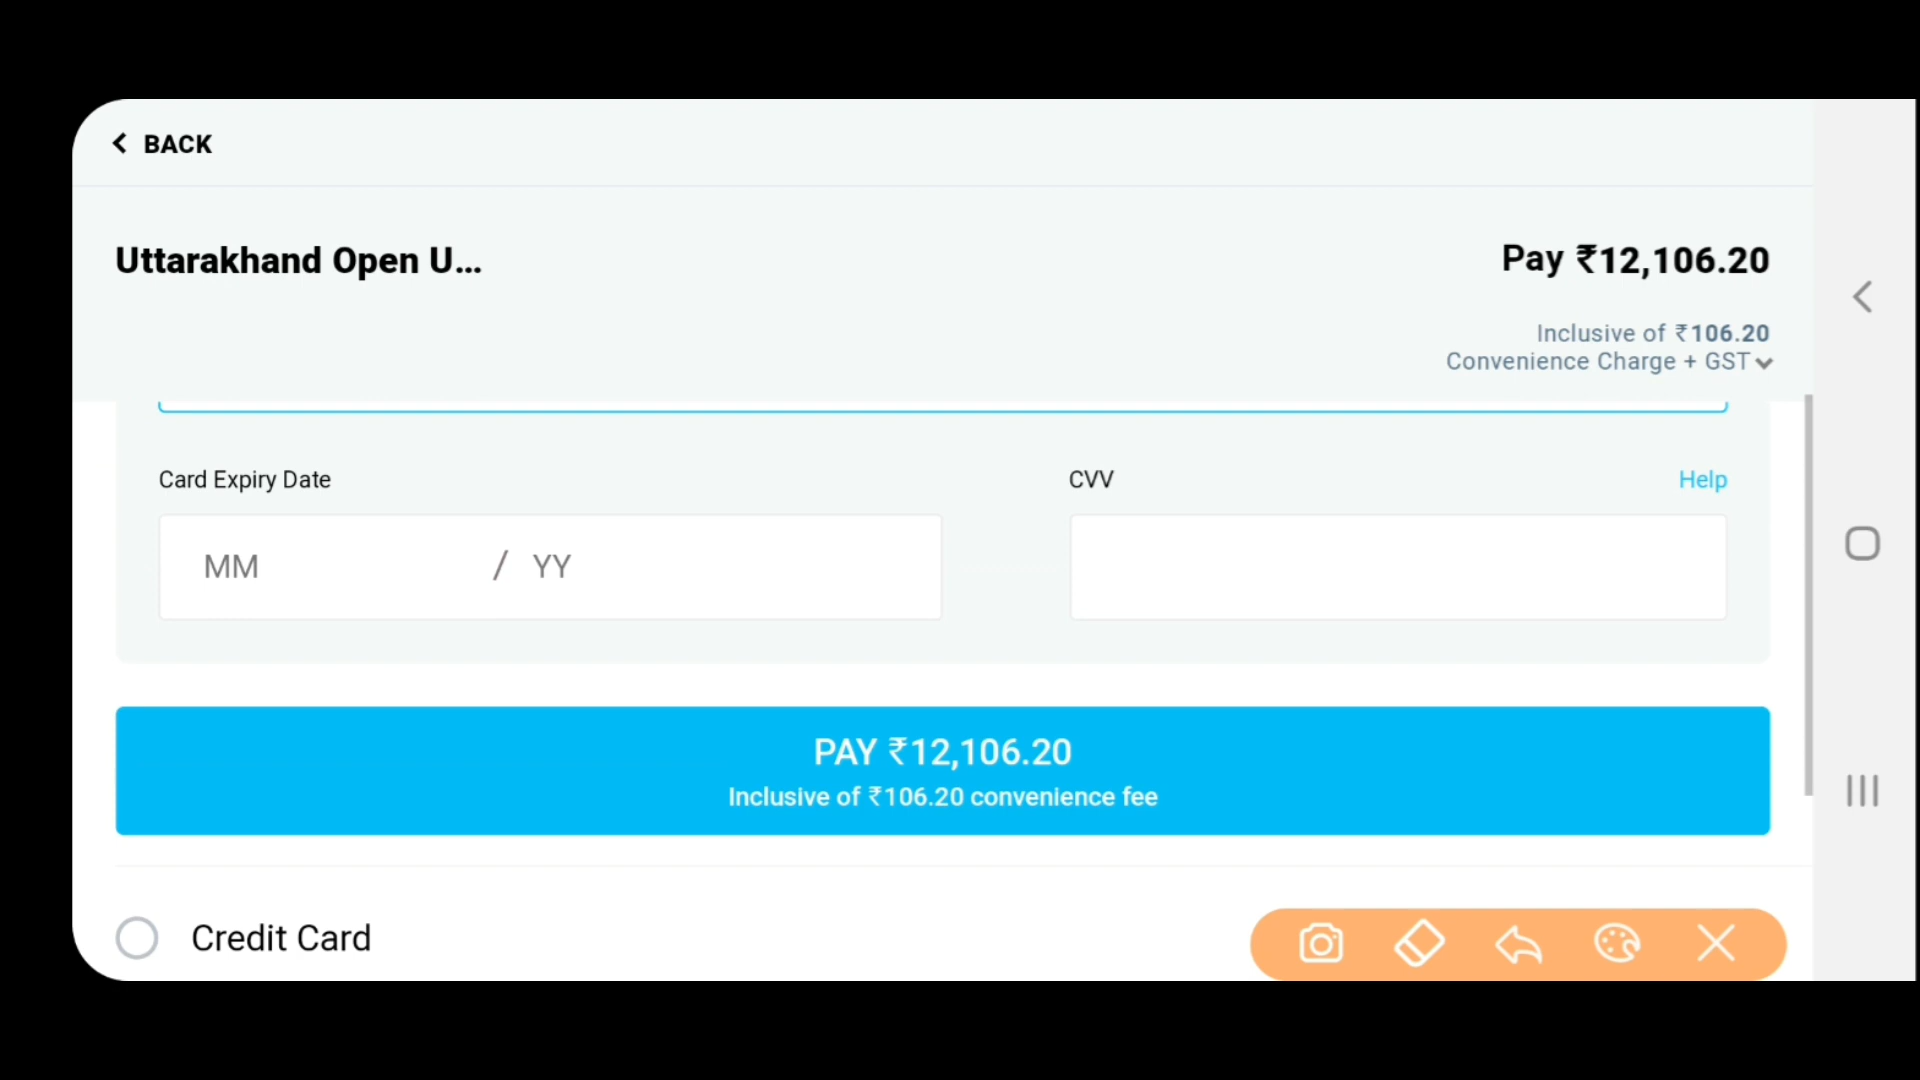 BACK
Uttarakhand Open U...
Pay ₹12,106.20
Inclusive of ₹106.20
Convenience Charge + GST
Card Expiry Date
CVV
Help
MM / YY
PAY ₹12,106.20
Inclusive of ₹106.20 convenience fee
Credit Card